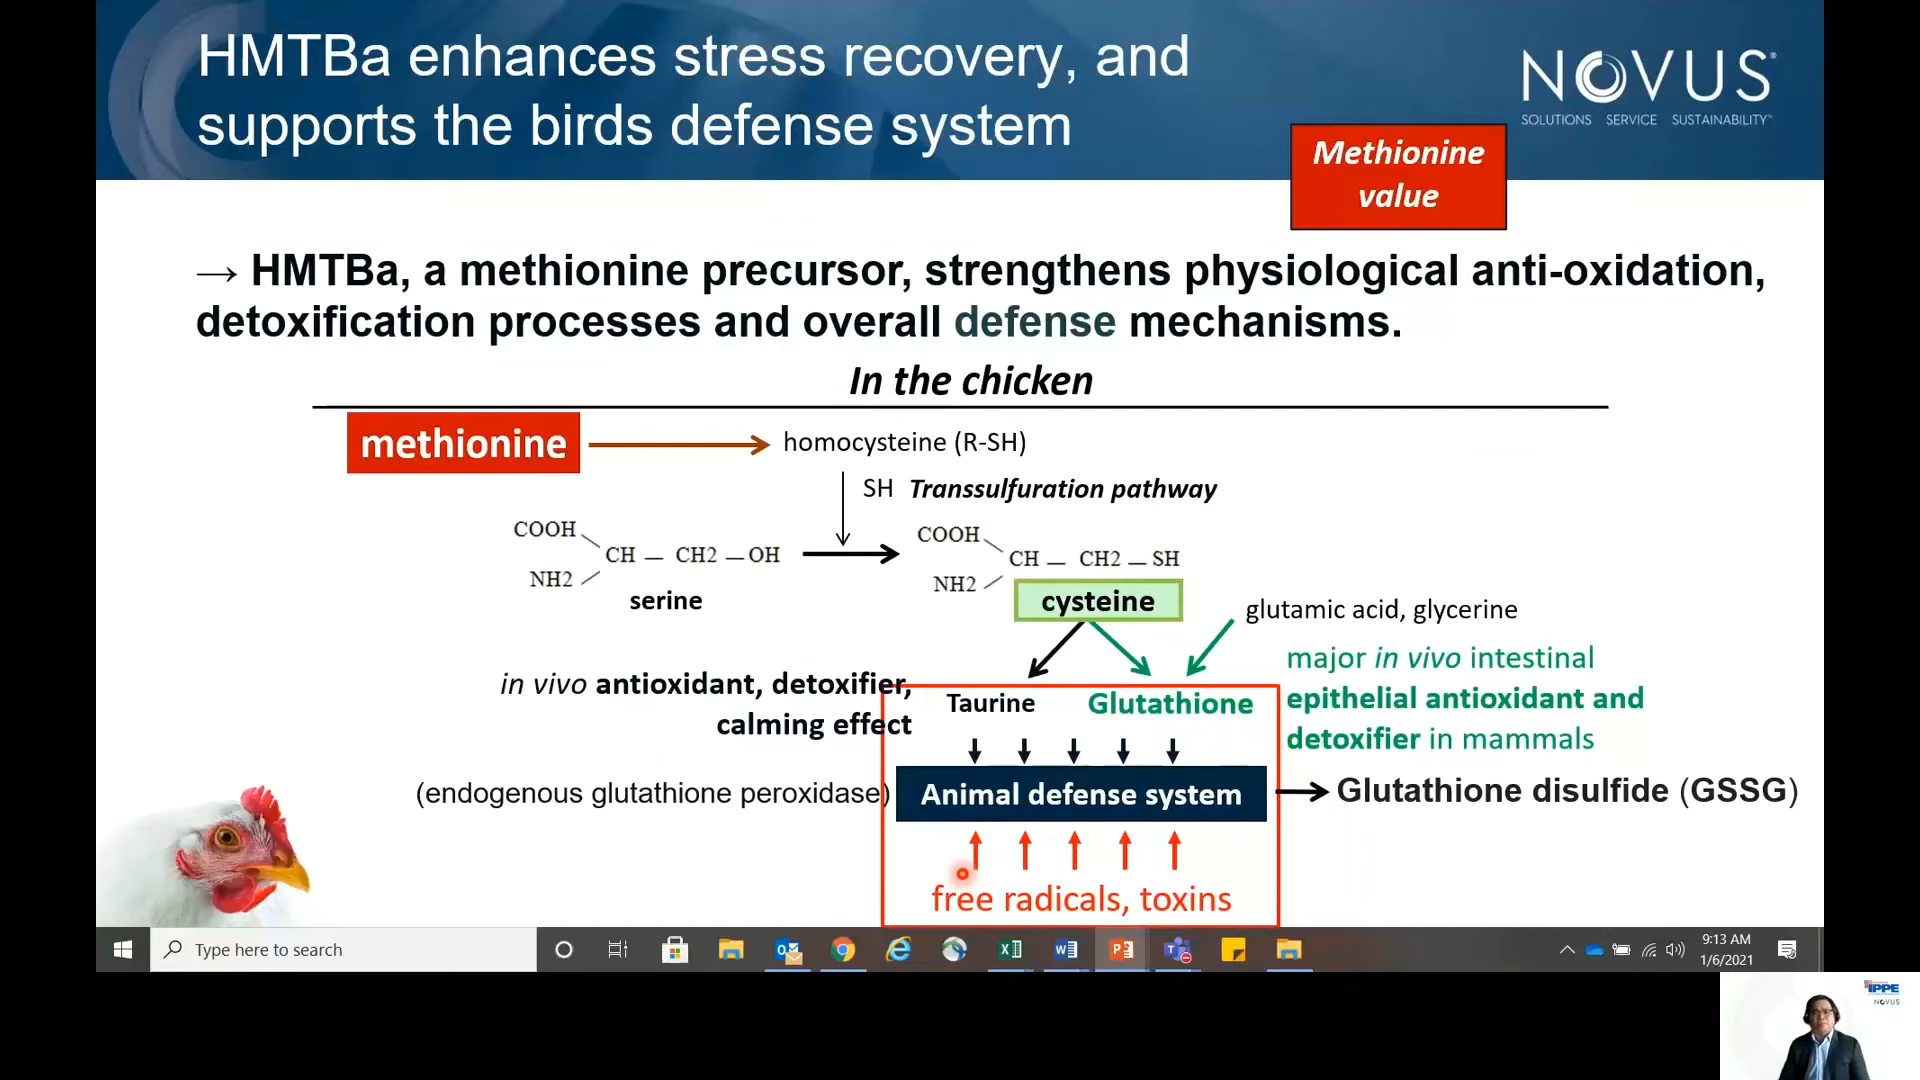 HMTBa enhances stress recovery, and
supports the birds defense system
NOVUS
SOLUTIONS SERVICE SUSTAINABILITY
Methionine
value
→ HMTBa, a methionine precursor, strengthens physiological anti-oxidation,
detoxification processes and overall defense mechanisms.
In the chicken
methionine
homocysteine (R-SH)
SH Transsulfuration pathway
COOH
CH — CH2 — OH
NH2
serine
COOH
CH — CH2 — SH
NH2
cysteine
glutamic acid, glycerine
in vivo antioxidant, detoxifier,
calming effect
Taurine
Glutathione
major in vivo intestinal
epithelial antioxidant and
detoxifier in mammals
(endogenous glutathione peroxidase)
Animal defense system
Glutathione disulfide (GSSG)
free radicals, toxins
Type here to search
9:13 AM
1/6/2021
IPPE
NOVUS